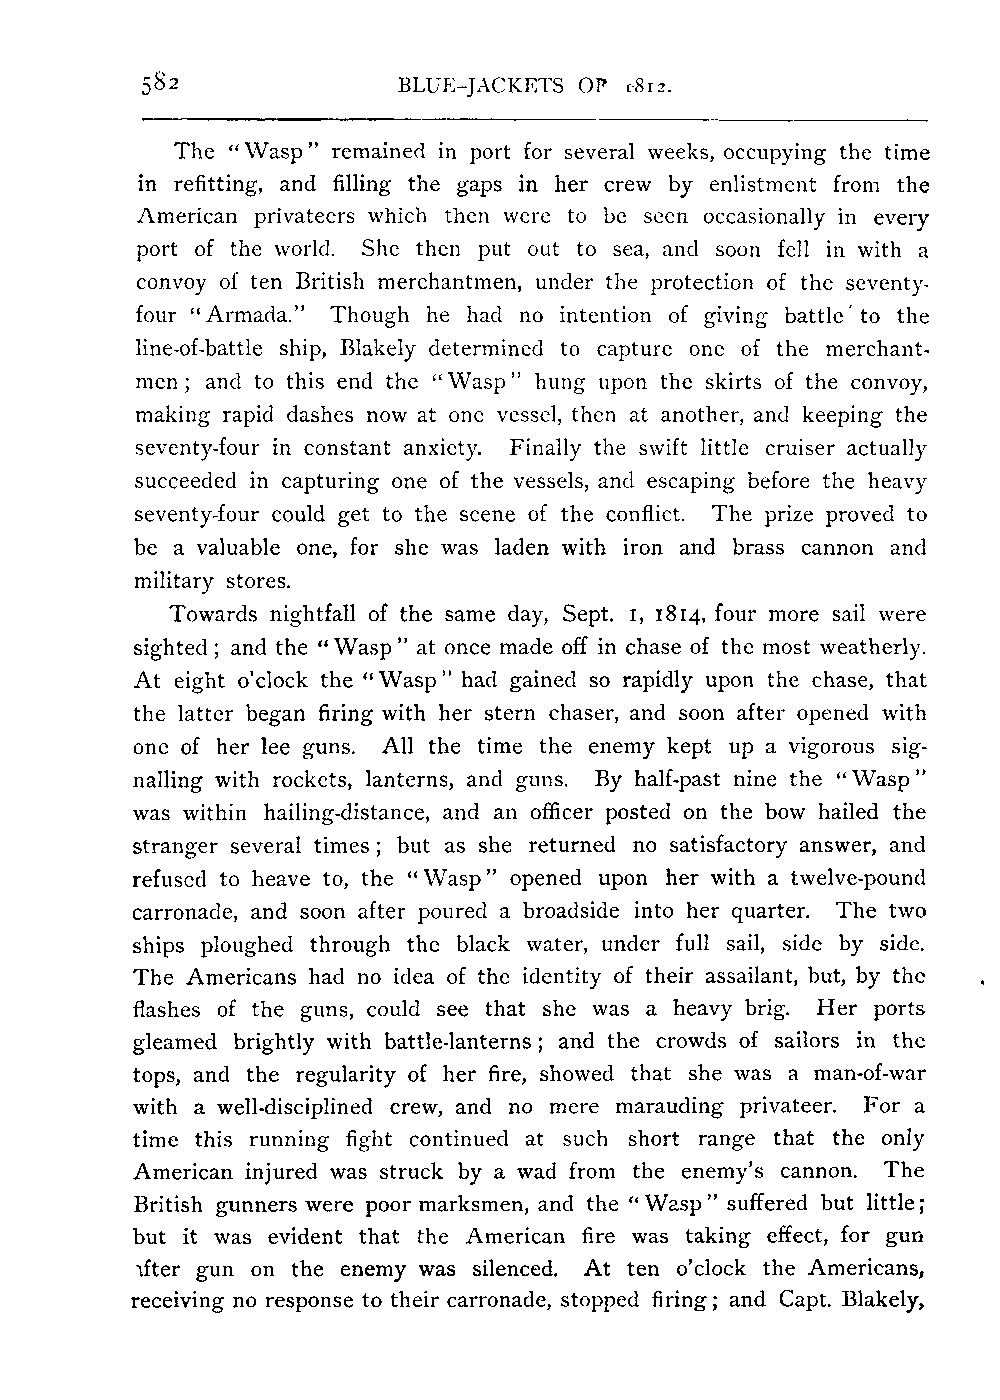 582 BLUE-JACKETS OF 1812.
The “Wasp” remained in port for several weeks, occupying the time
in refitting, and filling the gaps in her crew by enlistment from the
American privateers which then were to be seen occasionally in every
port of the world. She then put out to sea, and soon fell in with a
convoy of ten British merchantmen, under the protection of the seventy-
four “Armada.” Though he had no intention of giving battle to the
line-of-battle ship, Blakely determined to capture one of the merchant-
men; and to this end the “Wasp” hung upon the skirts of the convoy,
making rapid dashes now at one vessel, then at another, and keeping the
seventy-four in constant anxiety. Finally the swift little cruiser actually
succeeded in capturing one of the vessels, and escaping before the heavy
seventy-four could get to the scene of the conflict. The prize proved to
be a valuable one, for she was laden with iron and brass cannon and
military stores.
Towards nightfall of the same day, Sept. 1, 1814, four more sail were
sighted; and the “Wasp” at once made off in chase of the most weatherly.
At eight o'clock the “Wasp” had gained so rapidly upon the chase, that
the latter began firing with her stern chaser, and soon after opened with
one of her lee guns. All the time the enemy kept up a vigorous sig-
nalling with rockets, lanterns, and guns. By half-past nine the “Wasp”
was within hailing-distance, and an officer posted on the bow hailed the
stranger several times; but as she returned no satisfactory answer, and
refused to heave to, the “Wasp” opened upon her with a twelve-pound
carronade, and soon after poured a broadside into her quarter. The two
ships ploughed through the black water, under full sail, side by side.
The Americans had no idea of the identity of their assailant, but, by the
flashes of the guns, could see that she was a heavy brig. Her ports
gleamed brightly with battle-lanterns; and the crowds of sailors in the
tops, and the regularity of her fire, showed that she was a man-of-war
with a well-disciplined crew, and no mere marauding privateer. For a
time this running fight continued at such short range that the only
American injured was struck by a wad from the enemy's cannon. The
British gunners were poor marksmen, and the “Wasp” suffered but little;
but it was evident that the American fire was taking effect, for gun
after gun on the enemy was silenced. At ten o'clock the Americans,
receiving no response to their carronade, stopped firing; and Capt. Blakely,